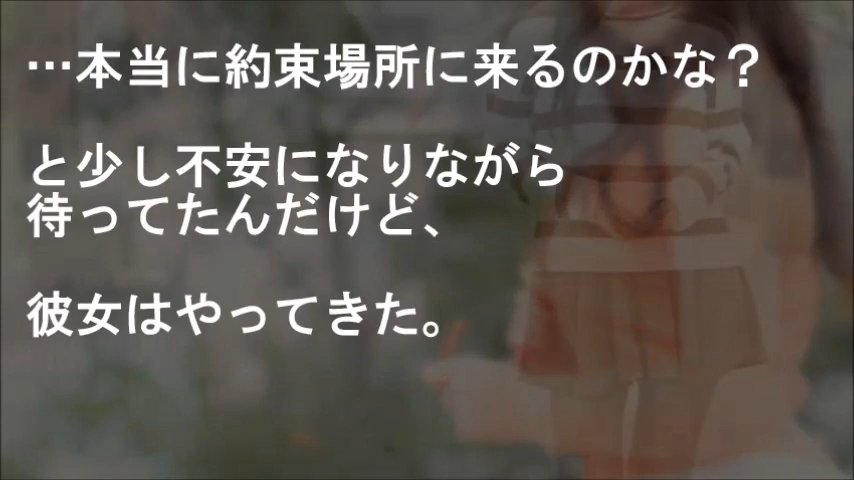 …本当に約束場所に来るのかな？
と少し不安になりながら
待ってたんだけど、
彼女はやってきた。